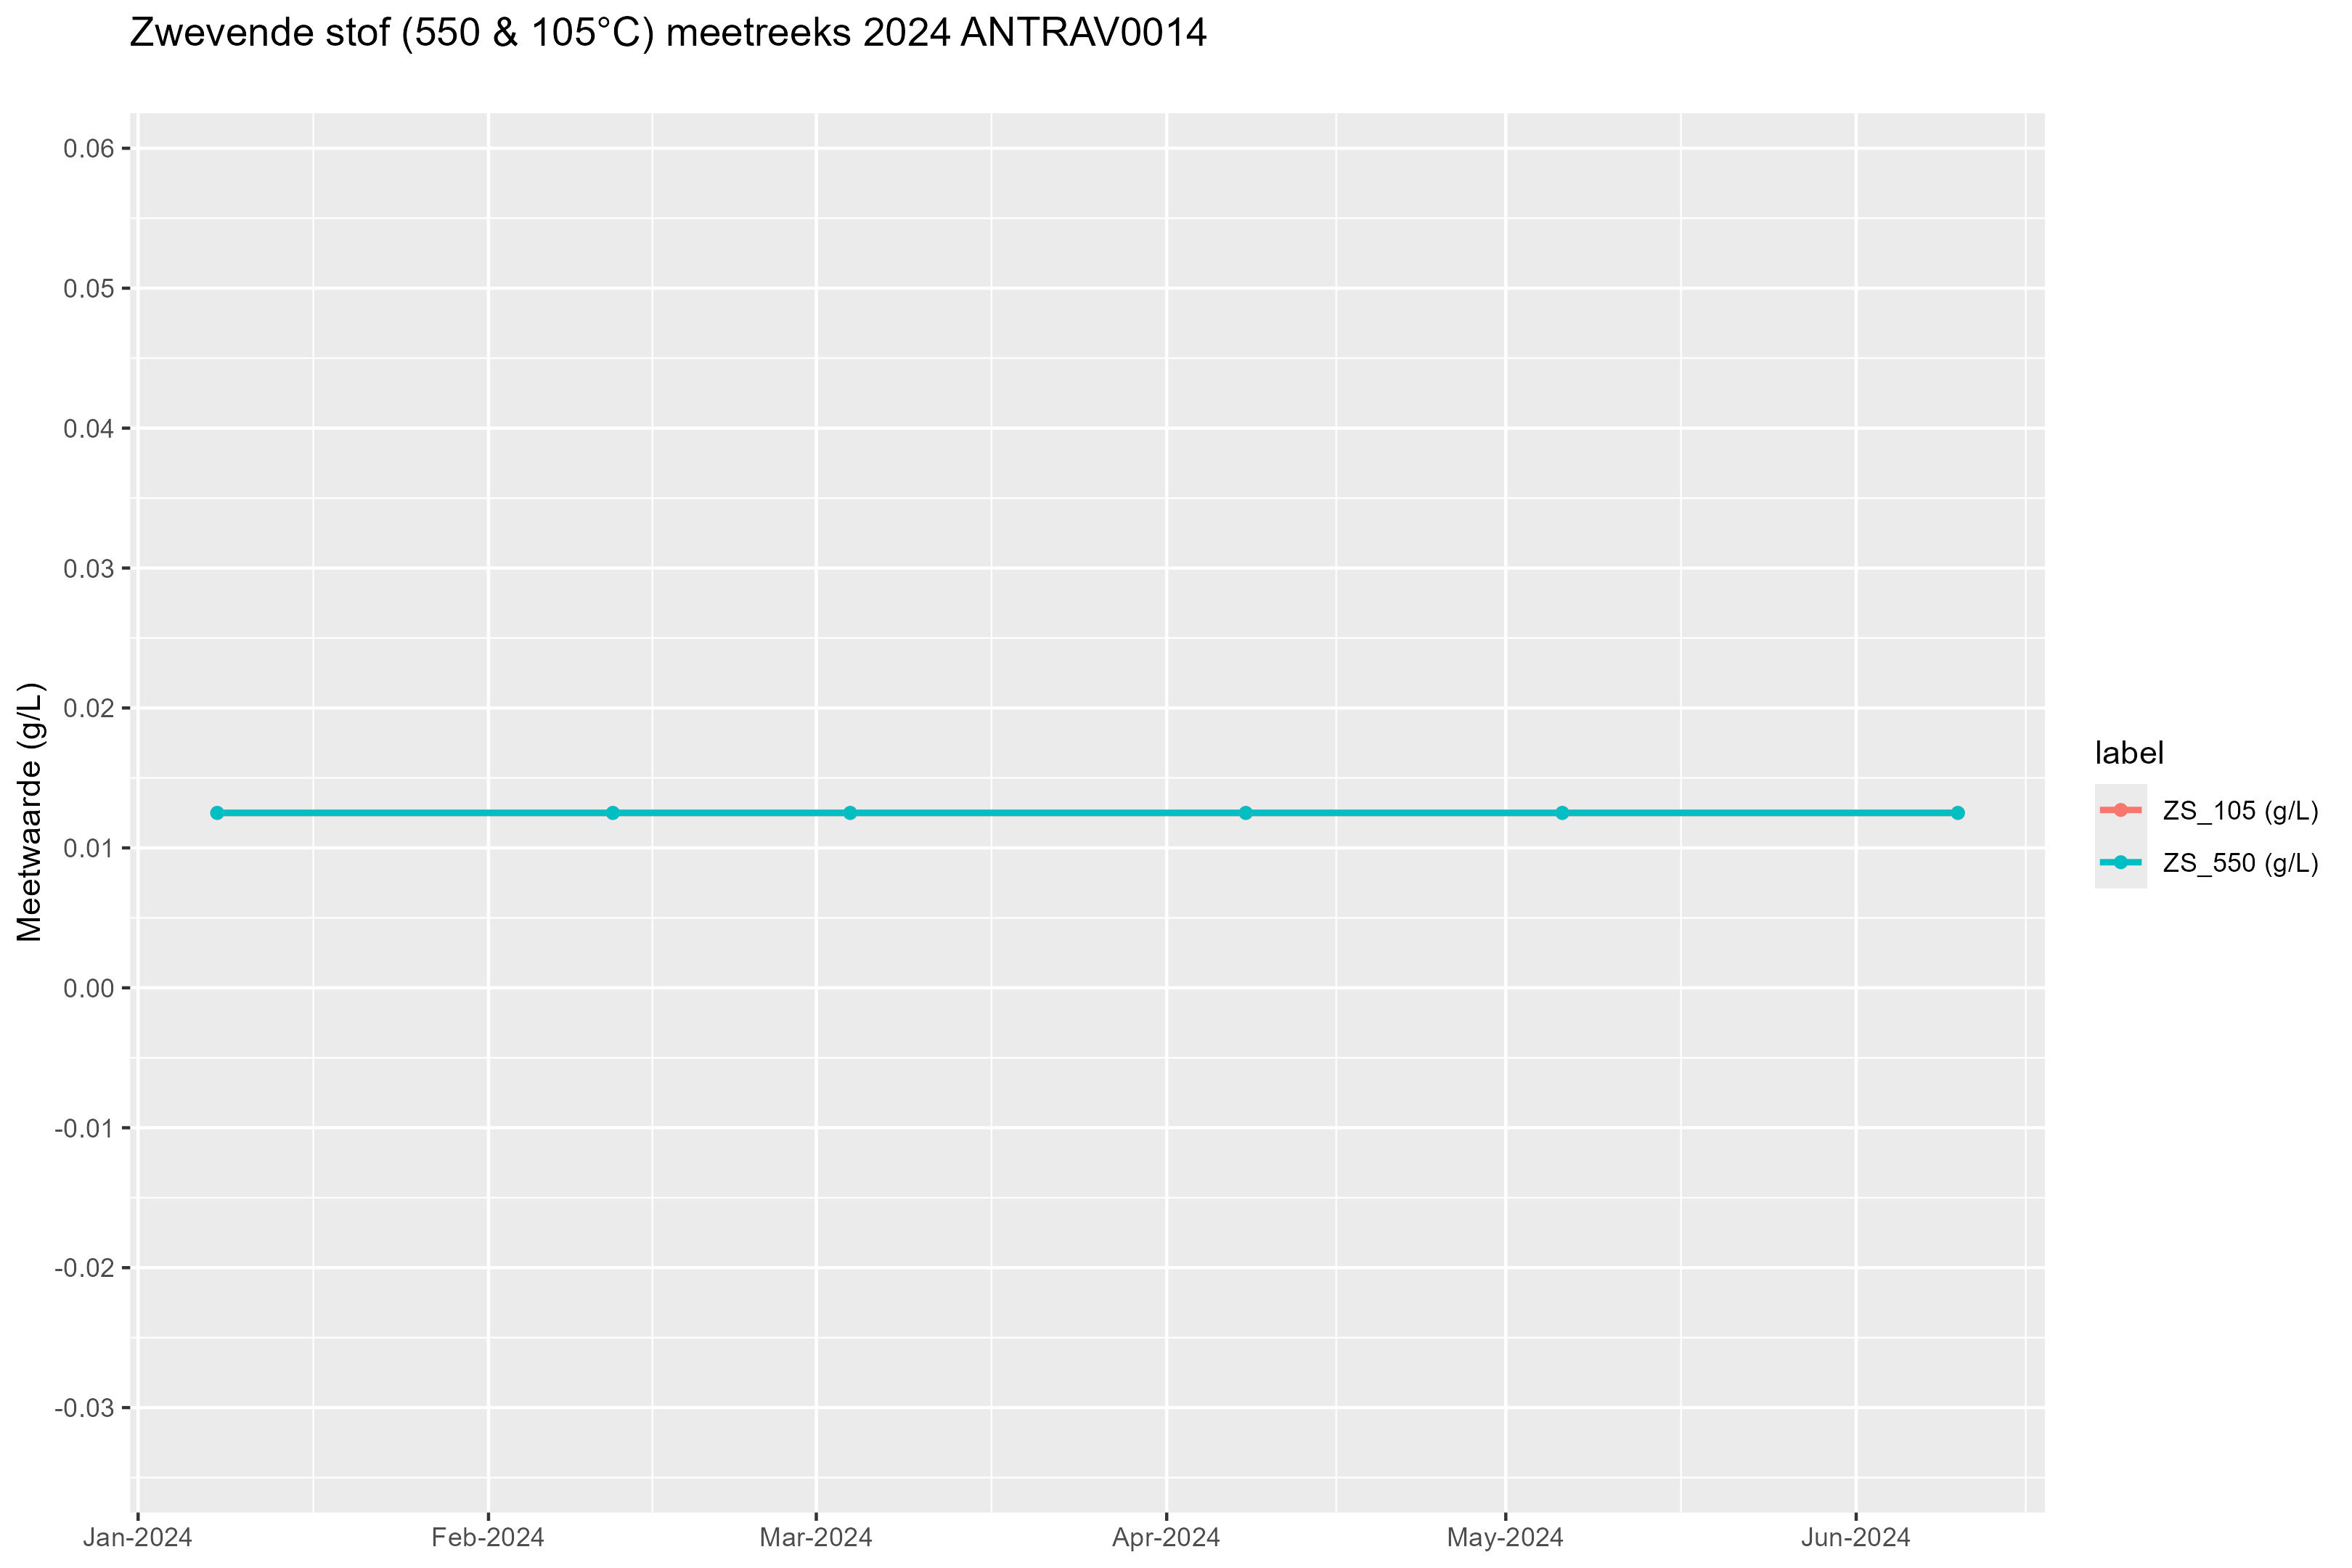 Zwevende stof (550 & 105°C) meetreeks 2024 ANTRAV0014
Meetwaarde (g/L)
0.06
0.05
0.04
0.03
0.02
0.01
0.00
-0.01
-0.02
-0.03
Jan-2024
Feb-2024
Mar-2024
Apr-2024
May-2024
Jun-2024
label
ZS_105 (g/L)
ZS_550 (g/L)